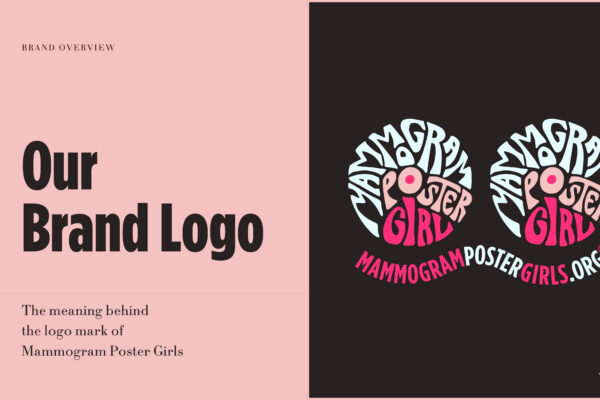 BRAND OVERVIEW
Our
Brand Logo
The meaning behind
the logo mark of
Mammogram Poster Girls
MAMMOGRAM
POSTER
GIRL
MAMMOGRAM
POSTER
GIRL
MAMMOGRAMPOSTERGIRLS.ORG